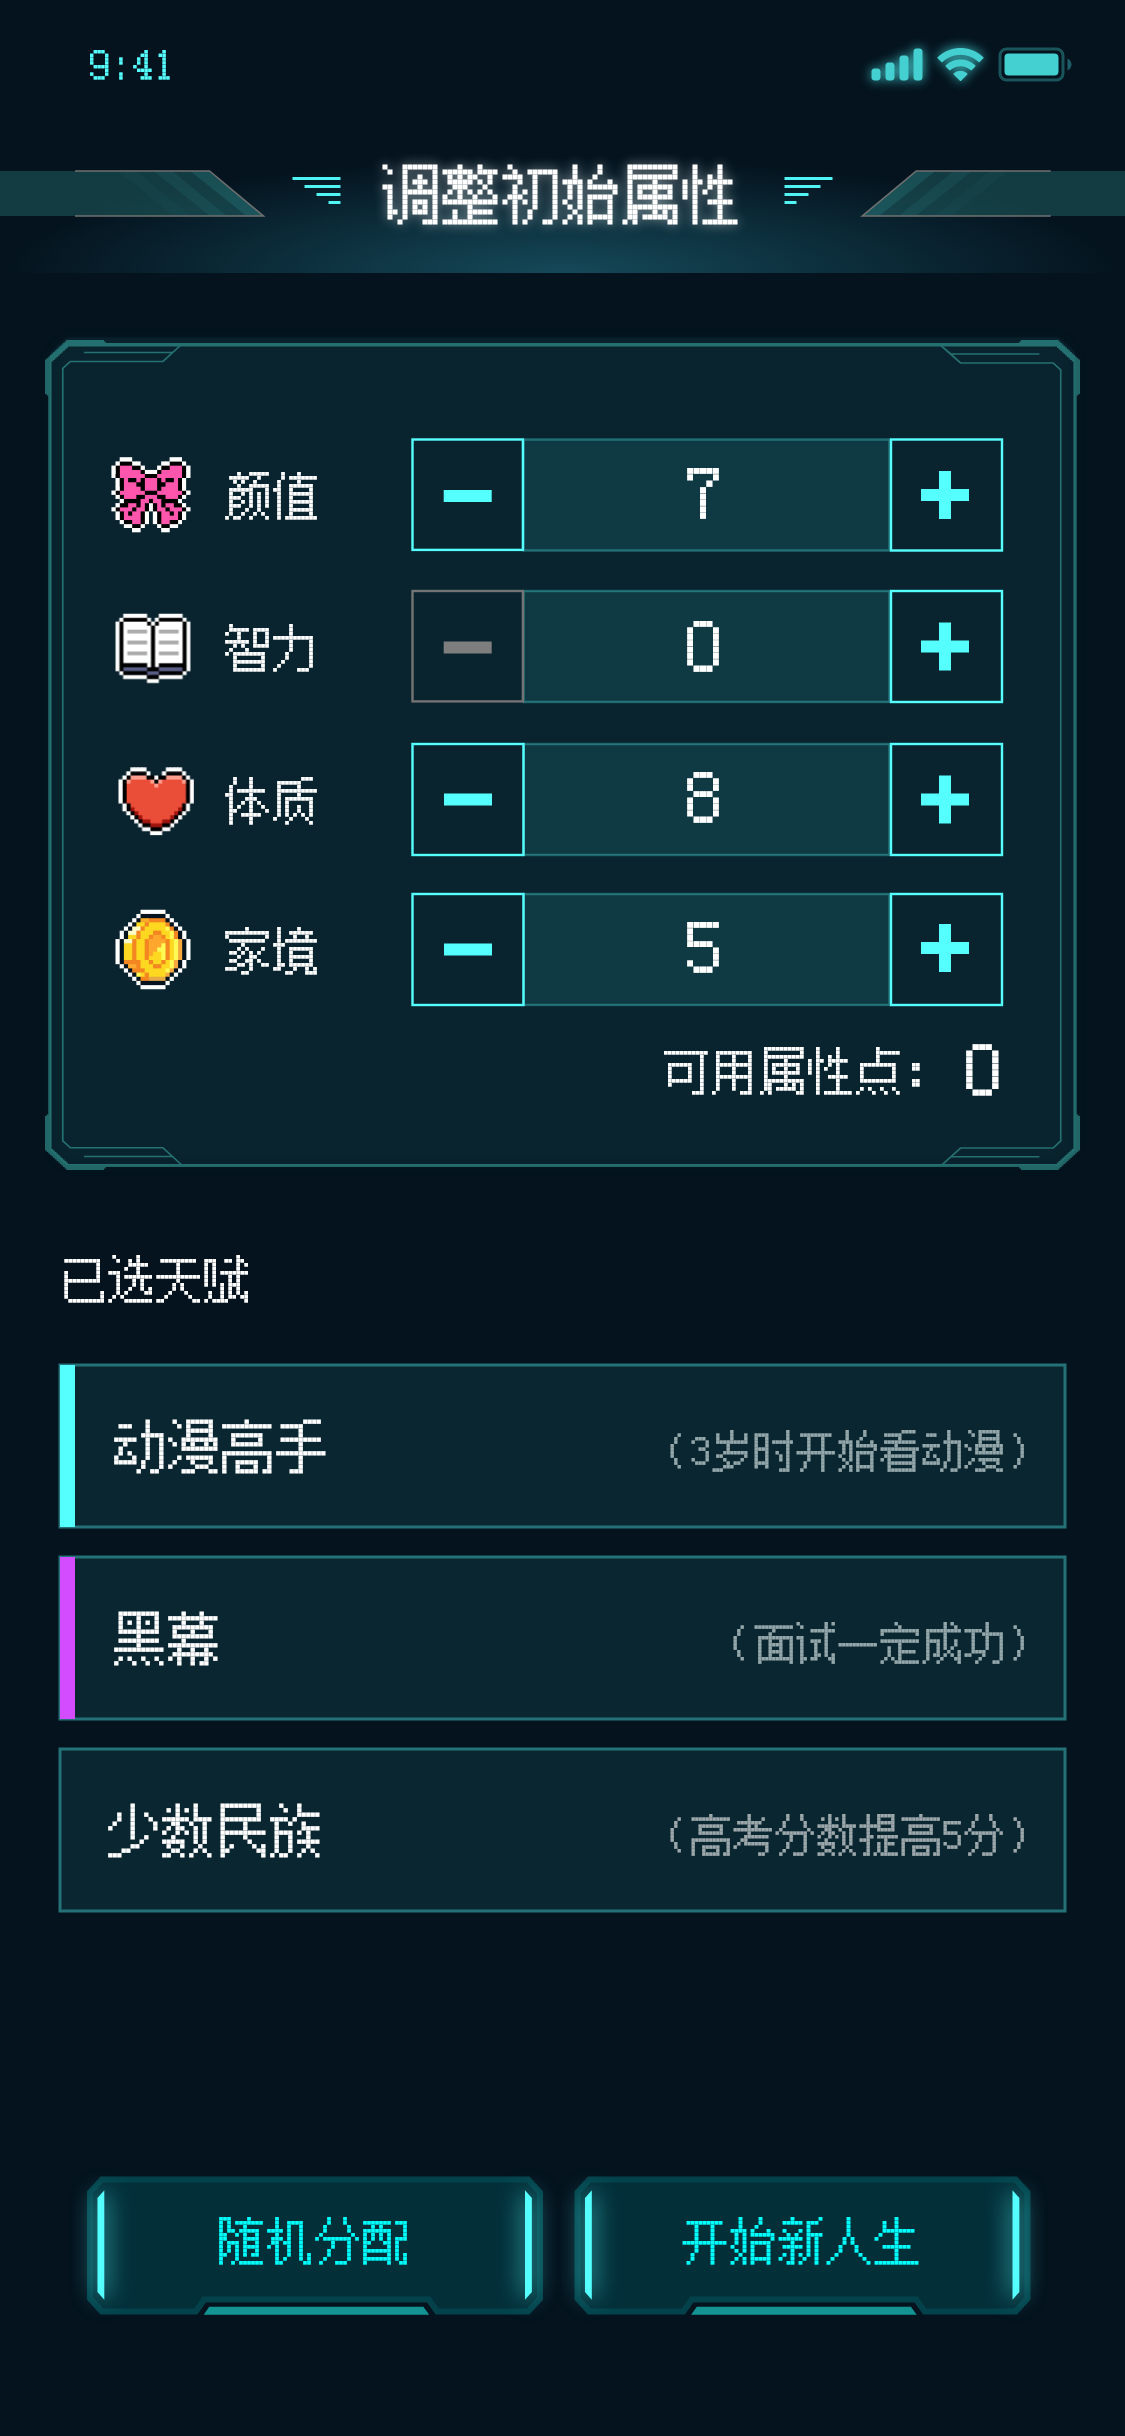 9:41
调整初始属性
颜值 7
智力 0
体质 8
家境 5
可用属性点: 0
已选天赋
动漫高手 (3岁时开始看动漫)
黑幕 (面试一定成功)
少数民族 (高考分数提高5分)
随机分配 开始新人生